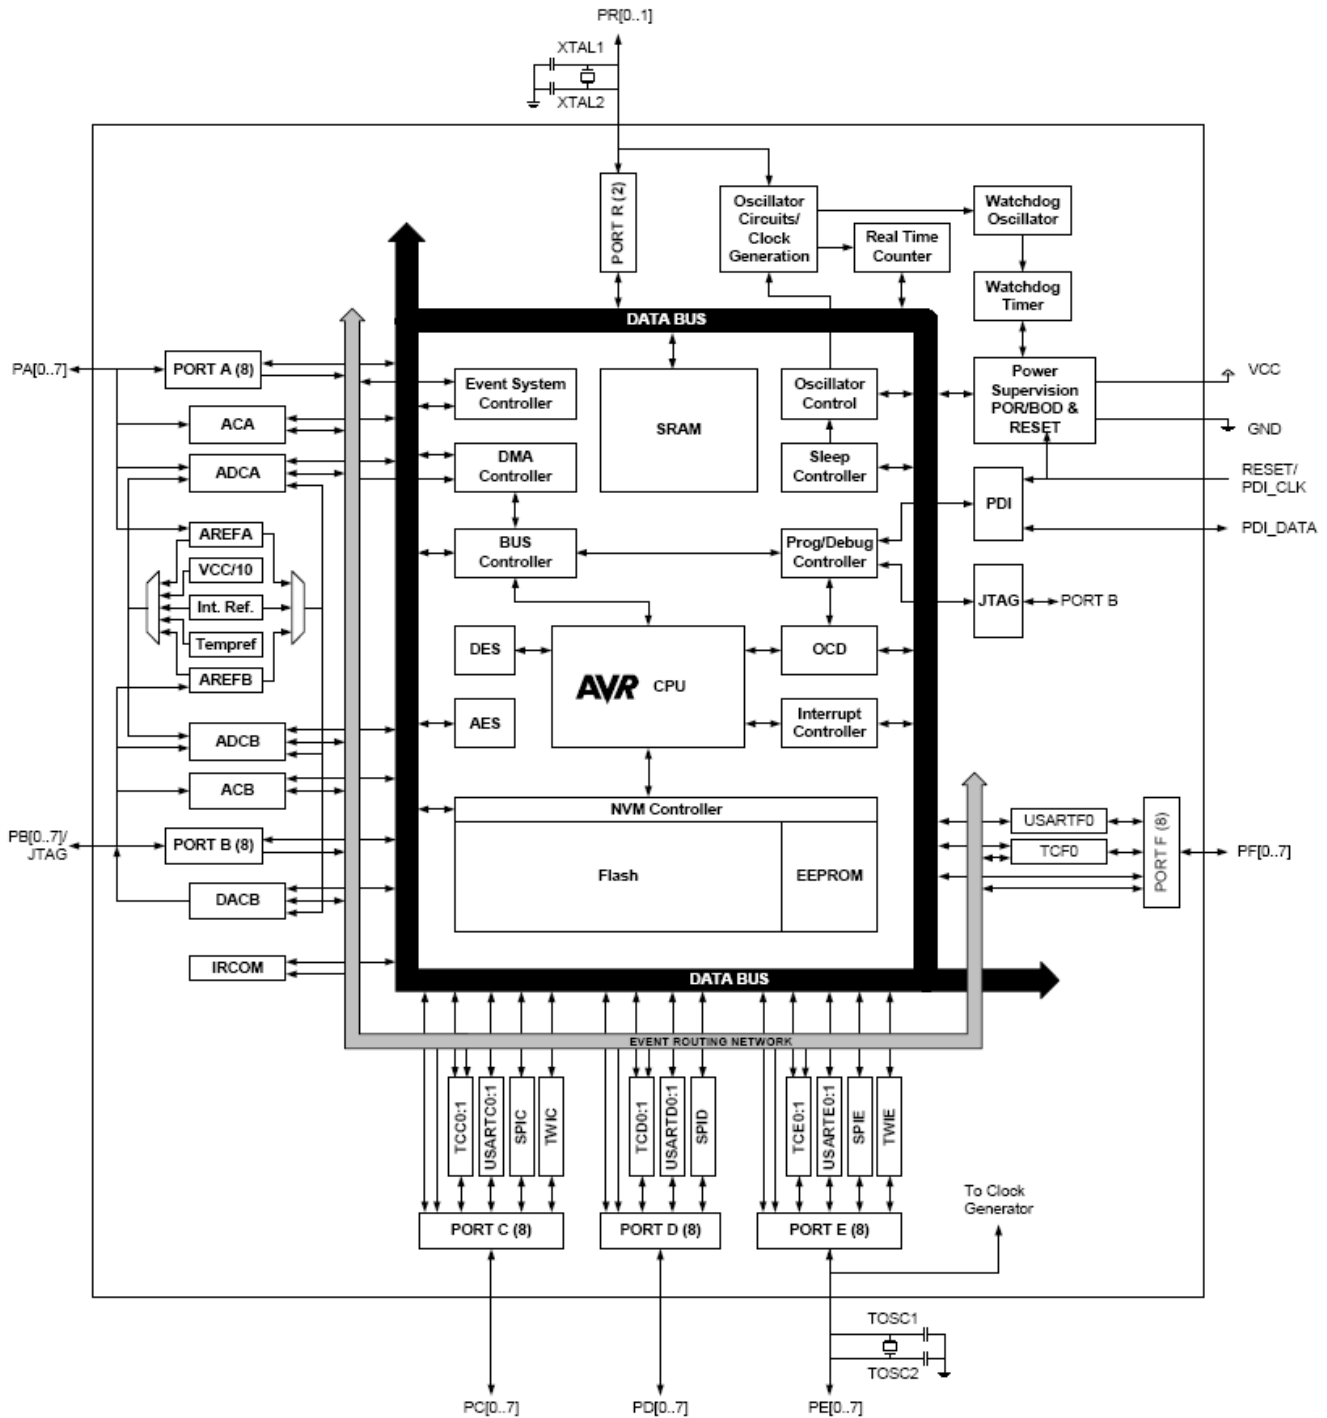 PR[0..1]
XTAL1
XTAL2
PORT R (2)
Oscillator
Circuits/
Clock
Generation
Watchdog
Oscillator
Real Time
Counter
Watchdog
Timer
DATA BUS
PA[0..7]
PORT A (8)
Event System
Controller
SRAM
Oscillator
Control
Power
Supervision
POR/BOD &
RESET
VCC
GND
ACA
ADCA
DMA
Controller
Sleep
Controller
PDI
RESET/
PDI_CLK
PDI_DATA
AREFA
VCC/10
Int. Ref.
Tempref
AREFB
BUS
Controller
Prog/Debug
Controller
JTAG
PORT B
DES
AVR CPU
OCD
AES
Interrupt
Controller
ADCB
ACB
NVM Controller
Flash
EEPROM
USARTF0
TCF0
PORT F (8)
PF[0..7]
PB[0..7]/
JTAG
PORT B (8)
DACB
IRCOM
DATA BUS
EVENT ROUTING NETWORK
TCC0:1
USARTC0:1
SPIC
TWIC
TCD0:1
USARTD0:1
SPID
TCE0:1
USARTE0:1
SPIE
TWIE
PORT C (8)
PORT D (8)
PORT E (8)
To Clock
Generator
TOSC1
TOSC2
PC[0..7]
PD[0..7]
PE[0..7]